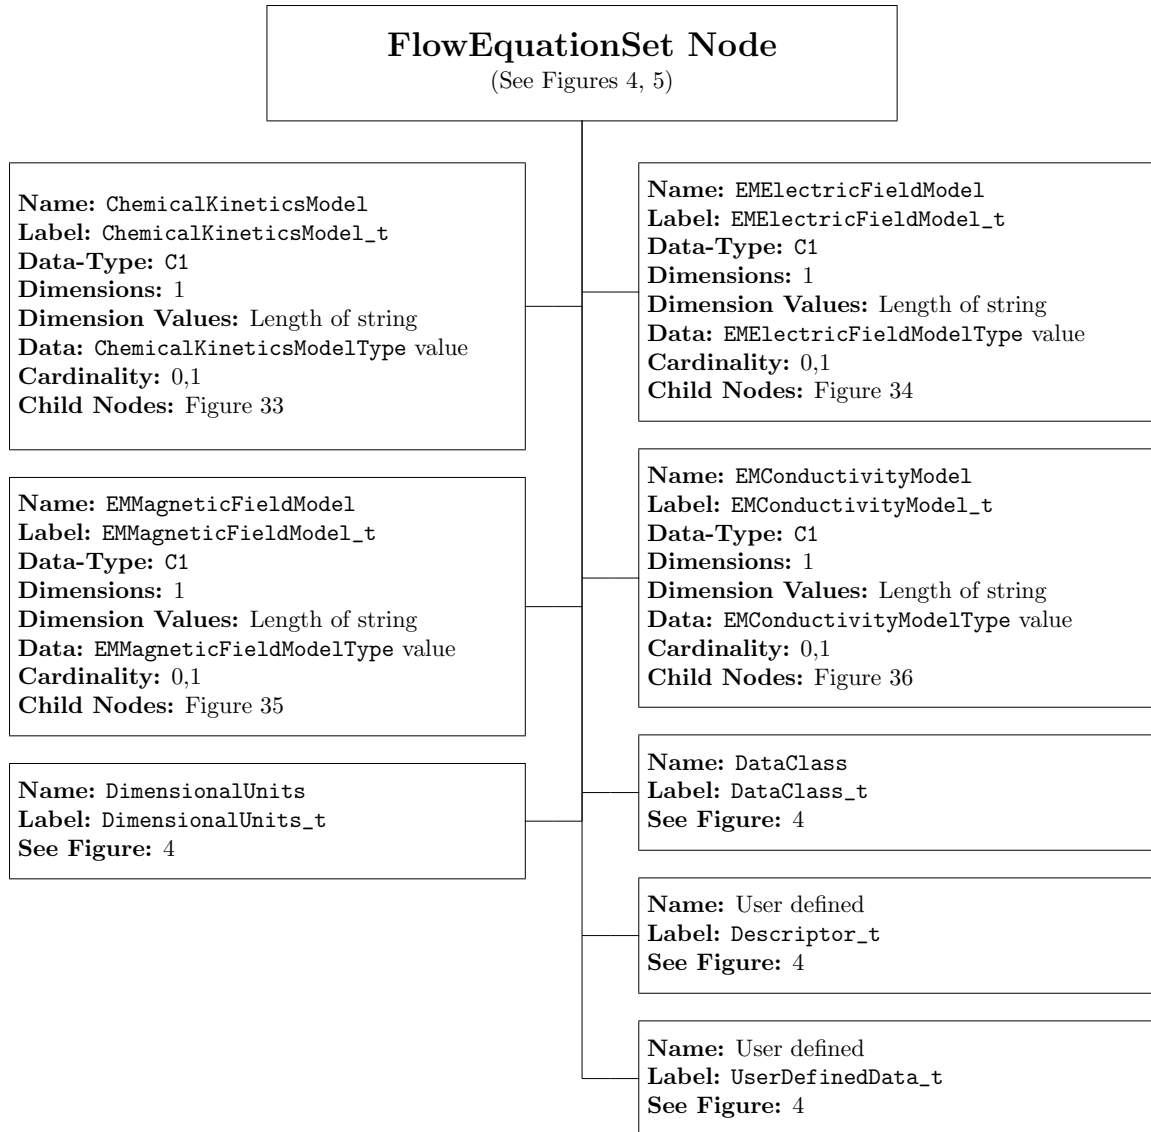 FlowEquationSet Node
(See Figures 4, 5)
Name: ChemicalKineticsModel
Label: ChemicalKineticsModel_t
Data-Type: C1
Dimensions: 1
Dimension Values: Length of string
Data: ChemicalKineticsModelType value
Cardinality: 0,1
Child Nodes: Figure 33
Name: EMElectricFieldModel
Label: EMElectricFieldModel_t
Data-Type: C1
Dimensions: 1
Dimension Values: Length of string
Data: EMElectricFieldModelType value
Cardinality: 0,1
Child Nodes: Figure 34
Name: EMMagneticFieldModel
Label: EMMagneticFieldModel_t
Data-Type: C1
Dimensions: 1
Dimension Values: Length of string
Data: EMMagneticFieldModelType value
Cardinality: 0,1
Child Nodes: Figure 35
Name: EMConductivityModel
Label: EMConductivityModel_t
Data-Type: C1
Dimensions: 1
Dimension Values: Length of string
Data: EMConductivityModelType value
Cardinality: 0,1
Child Nodes: Figure 36
Name: DimensionalUnits
Label: DimensionalUnits_t
See Figure: 4
Name: DataClass
Label: DataClass_t
See Figure: 4
Name: User defined
Label: Descriptor_t
See Figure: 4
Name: User defined
Label: UserDefinedData_t
See Figure: 4